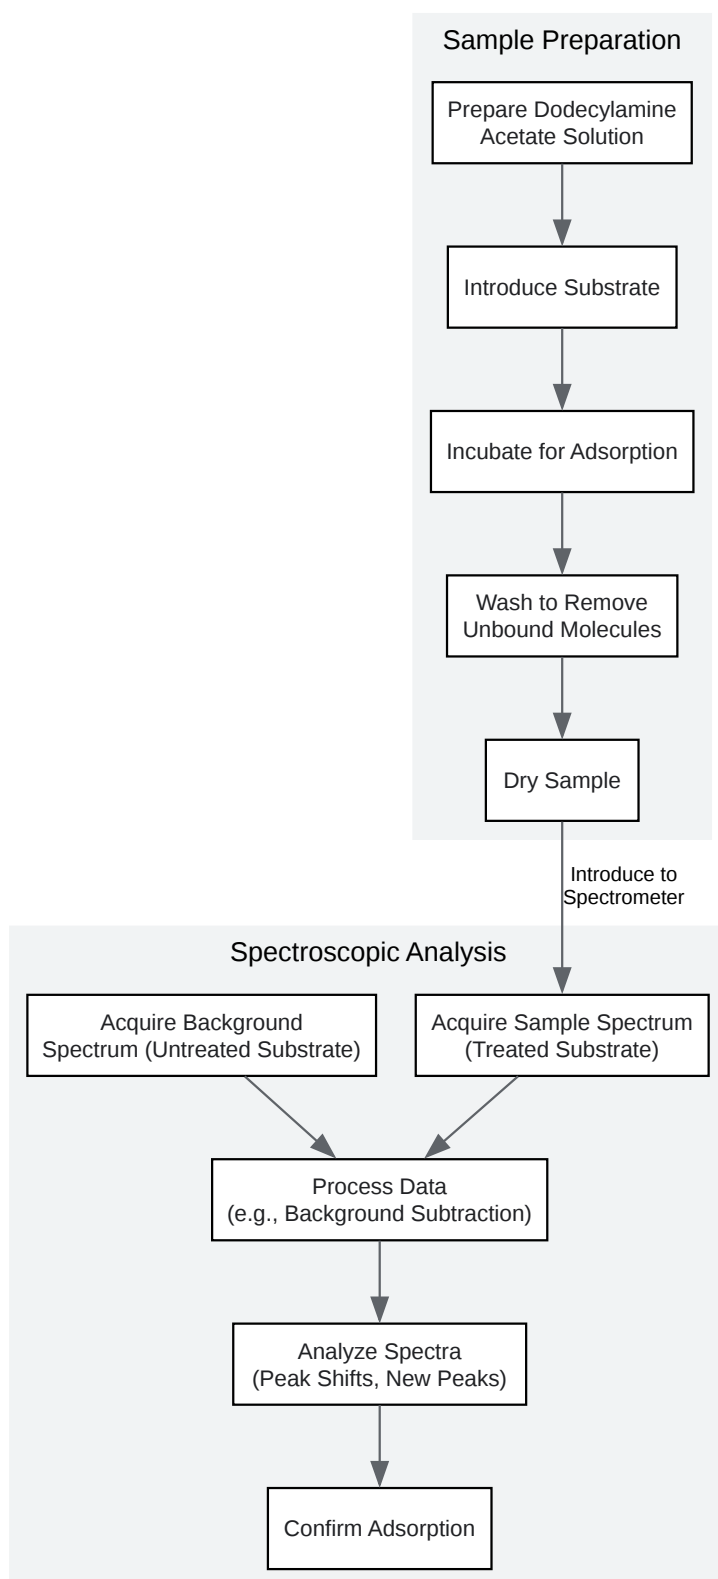 Sample Preparation
Prepare Dodecylamine
Acetate Solution
Introduce Substrate
Incubate for Adsorption
Wash to Remove
Unbound Molecules
Dry Sample
Introduce to
Spectrometer
Spectroscopic Analysis
Acquire Background
Spectrum (Untreated Substrate)
Acquire Sample Spectrum
(Treated Substrate)
Process Data
(e.g., Background Subtraction)
Analyze Spectra
(Peak Shifts, New Peaks)
Confirm Adsorption